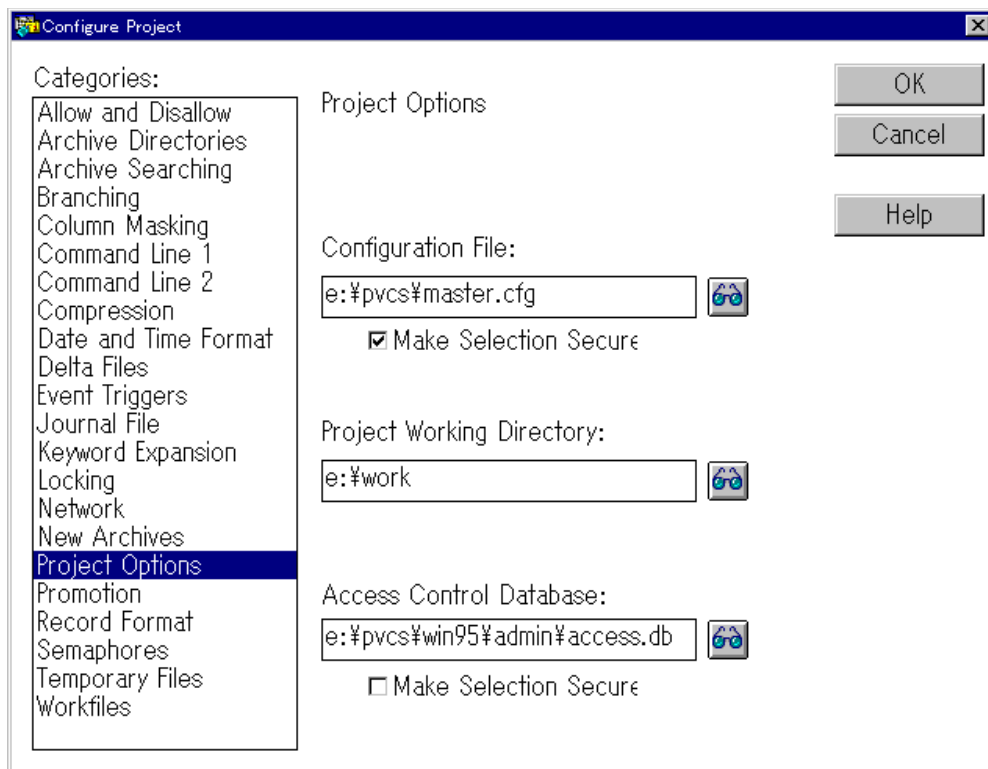 Configure Project
Categories:
Allow and Disallow
Archive Directories
Archive Searching
Branching
Column Masking
Command Line 1
Command Line 2
Compression
Date and Time Format
Delta Files
Event Triggers
Journal File
Keyword Expansion
Locking
Network
New Archives
Project Options
Promotion
Record Format
Semaphores
Temporary Files
Workfiles
Project Options
Configuration File:
e:¥pvcs¥master.cfg
Make Selection Secure
Project Working Directory:
e:¥work
Access Control Database:
e:¥pvcs¥win95¥admin¥access.db
Make Selection Secure
OK
Cancel
Help